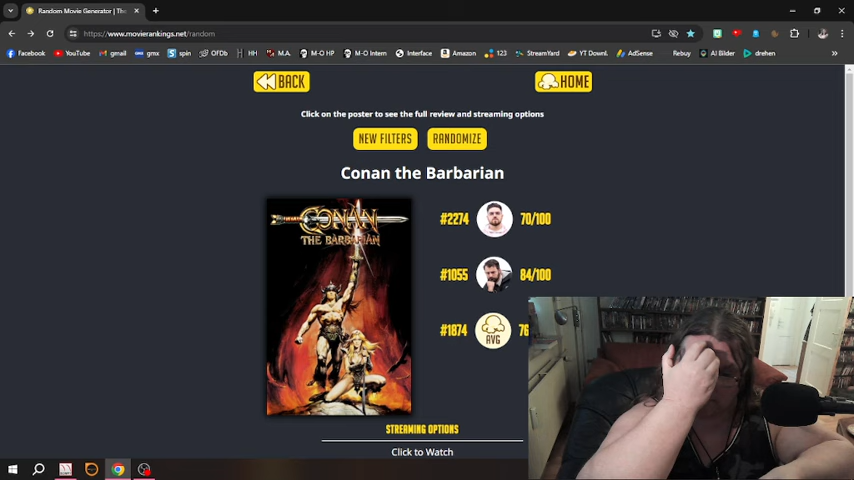 Random Movie Generator | The
https://www.movierankings.net/random
Facebook YouTube gmail gmx spin OFDb HH M.A. M-O HP M-O Intern Interface Amazon 123 StreamYard YT Downl. AdSense Rebuy AI Bilder drehen
BACK HOME
Click on the poster to see the full review and streaming options
NEW FILTERS RANDOMIZE
Conan the Barbarian
CONAN
THE BARBARIAN
#2274 70/100
#1055 84/100
#1874 AVG
STREAMING OPTIONS
Click to Watch